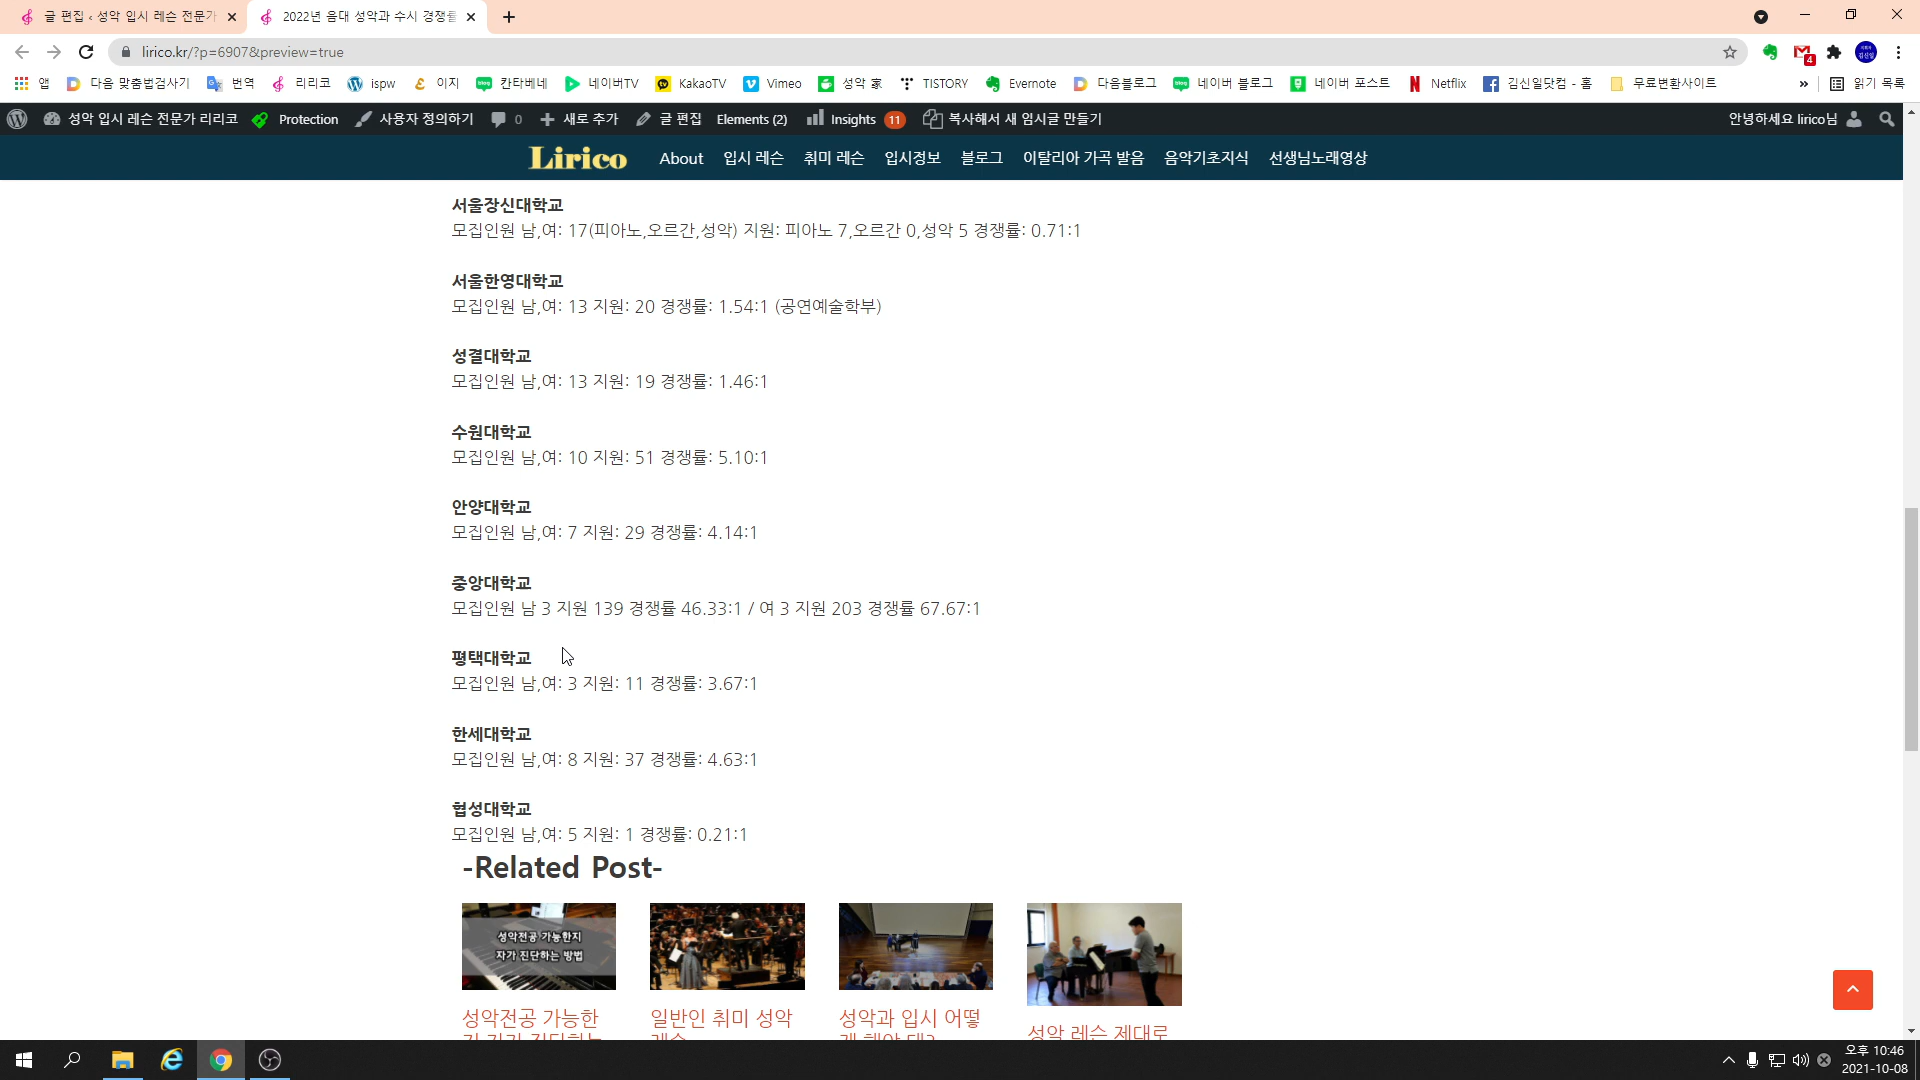 글 편집 ‹ 성악 입시 레슨 전문가
2022년 음대 성악과 수시 경쟁률
lirico.kr/?p=6907&preview=true
4
앱 다음 맞춤법검사기 번역 리리코 ispw 이지 칸타베네 네이버TV KakaoTV Vimeo 성악 家 TISTORY Evernote 다음블로그 네이버 블로그 네이버 포스트 Netflix 김신일닷컴 - 홈 무료변환사이트 » 읽기 목록
성악 입시 레슨 전문가 리리코 Protection 사용자 정의하기 0 새로 추가 글 편집 Elements (2) Insights 11 복사해서 새 임시글 만들기 안녕하세요 lirico님
Lirico About 입시 레슨 취미 레슨 입시정보 블로그 이탈리아 가곡 발음 음악기초지식 선생님노래영상
서울장신대학교
모집인원 남,여: 17(피아노,오르간,성악) 지원: 피아노 7,오르간 0,성악 5 경쟁률: 0.71:1
서울한영대학교
모집인원 남,여: 13 지원: 20 경쟁률: 1.54:1 (공연예술학부)
성결대학교
모집인원 남,여: 13 지원: 19 경쟁률: 1.46:1
수원대학교
모집인원 남,여: 10 지원: 51 경쟁률: 5.10:1
안양대학교
모집인원 남,여: 7 지원: 29 경쟁률: 4.14:1
중앙대학교
모집인원 남 3 지원 139 경쟁률 46.33:1 / 여 3 지원 203 경쟁률 67.67:1
평택대학교
모집인원 남,여: 3 지원: 11 경쟁률: 3.67:1
한세대학교
모집인원 남,여: 8 지원: 37 경쟁률: 4.63:1
협성대학교
모집인원 남,여: 5 지원: 1 경쟁률: 0.21:1
-Related Post-
성악전공 가능한지
자가 진단하는 방법
성악전공 가능한
지 자가 진단하는
일반인 취미 성악
레슨
성악과 입시 어떻
게 해야 돼?
성악 레슨 제대로
오후 10:46
2021-10-08